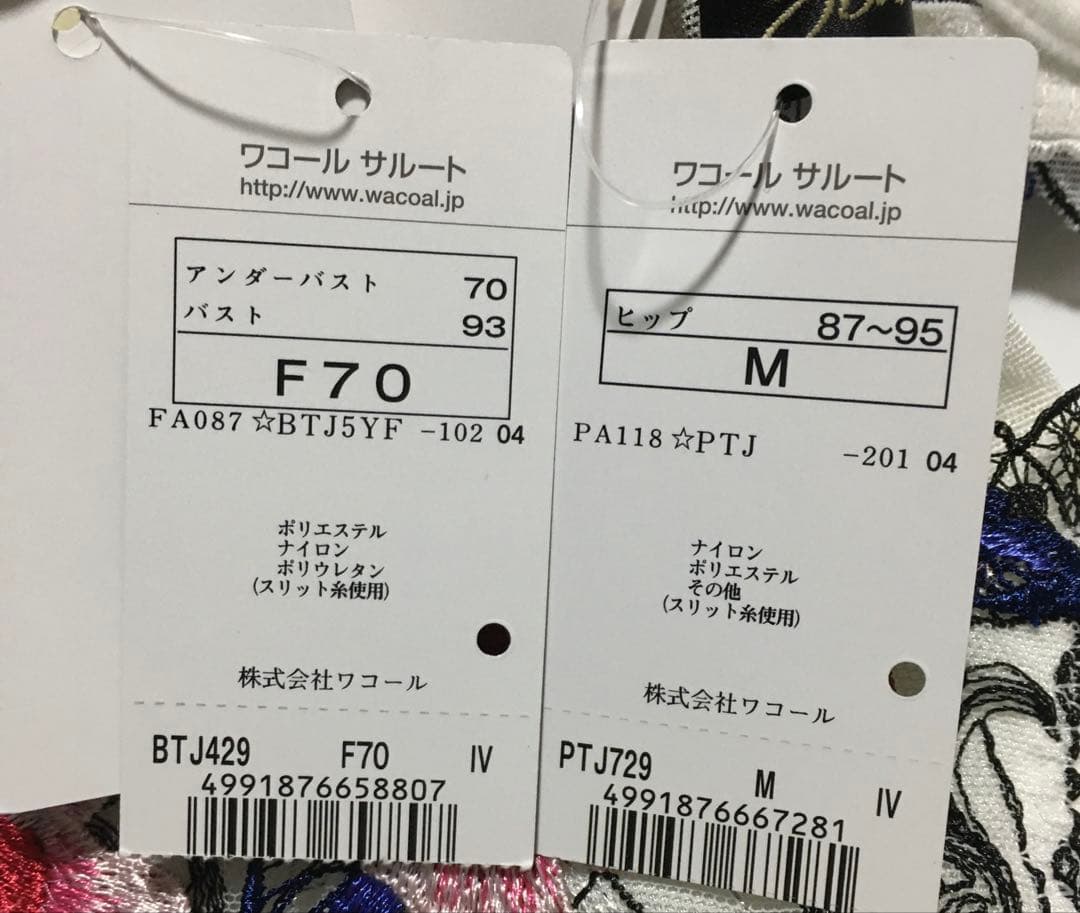 ワコール サルート
http://www.wacoal.jp
アンダーバスト 70
バスト 93
F70
FA087 ☆BTJ5YF -102 04
ポリエステル
ナイロン
ポリウレタン
(スリット糸使用)
株式会社ワコール
BTJ429 F70 IV
4991876658807
ワコール サルート
http://www.wacoal.jp
ヒップ 87~95
M
PA118 ☆PTJ -201 04
ナイロン
ポリエステル
その他
(スリット糸使用)
株式会社ワコール
PTJ729 M IV
4991876667281